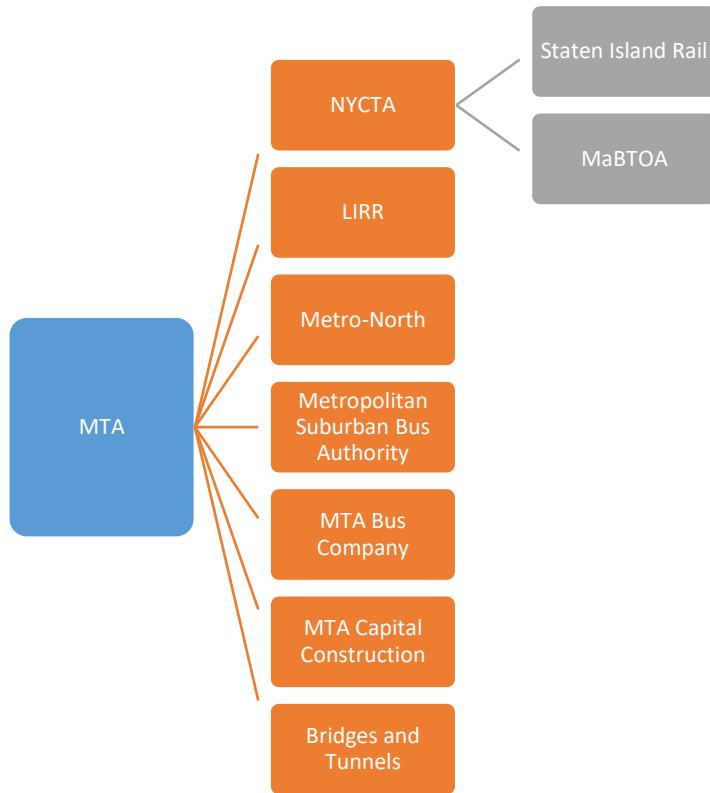 Staten Island Rail
NYCTA
MaBTOA
LIRR
Metro-North
MTA
Metropolitan
Suburban Bus
Authority
MTA Bus
Company
MTA Capital
Construction
Bridges and
Tunnels